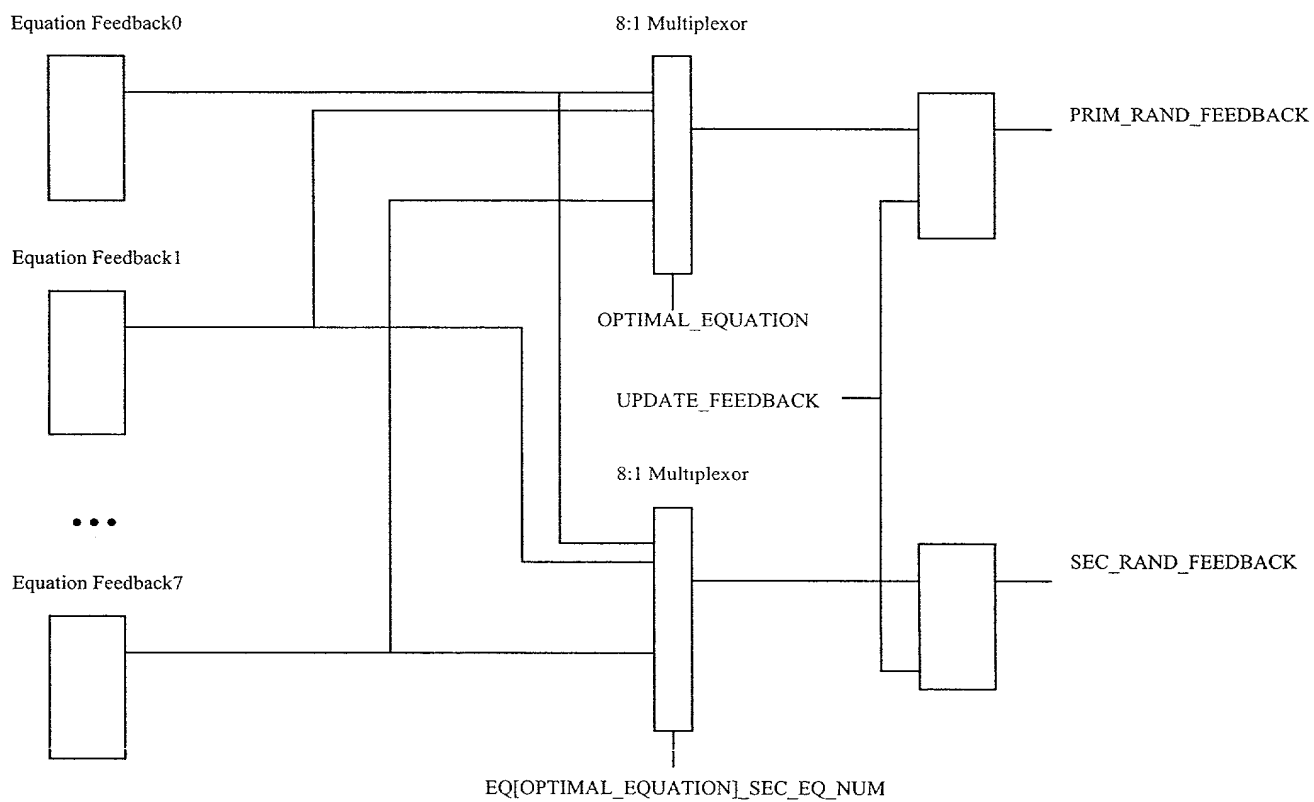 Equation Feedback0
8:1 Multiplexor
PRIM_RAND_FEEDBACK
Equation Feedback1
OPTIMAL_EQUATION
UPDATE_FEEDBACK
8:1 Multiplexor
SEC_RAND_FEEDBACK
Equation Feedback7
EQ[OPTIMAL_EQUATION]_SEC_EQ_NUM